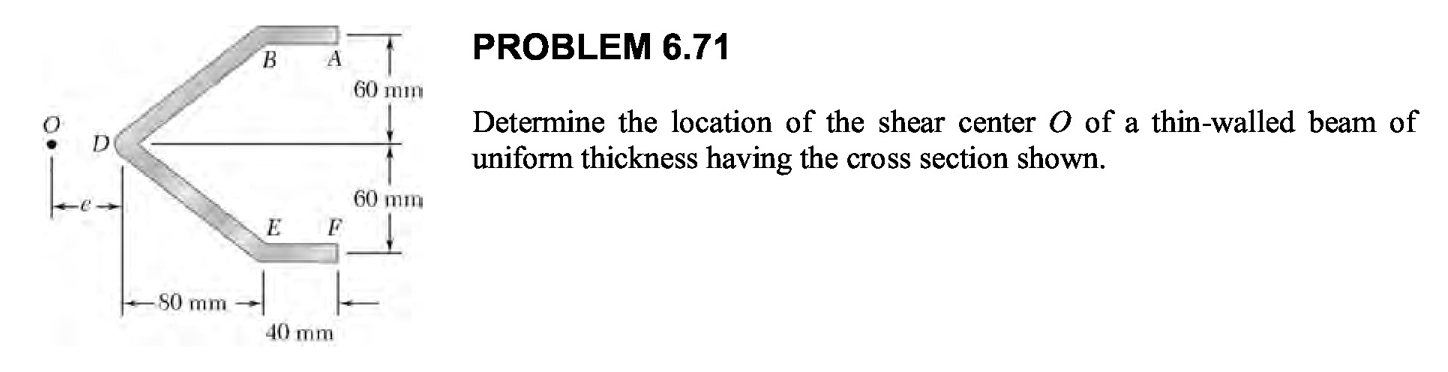 PROBLEM 6.71
Determine the location of the shear center O of a thin-walled beam of
uniform thickness having the cross section shown.
B
A
60 mm
O
D
e
60 mm
E
F
80 mm
40 mm